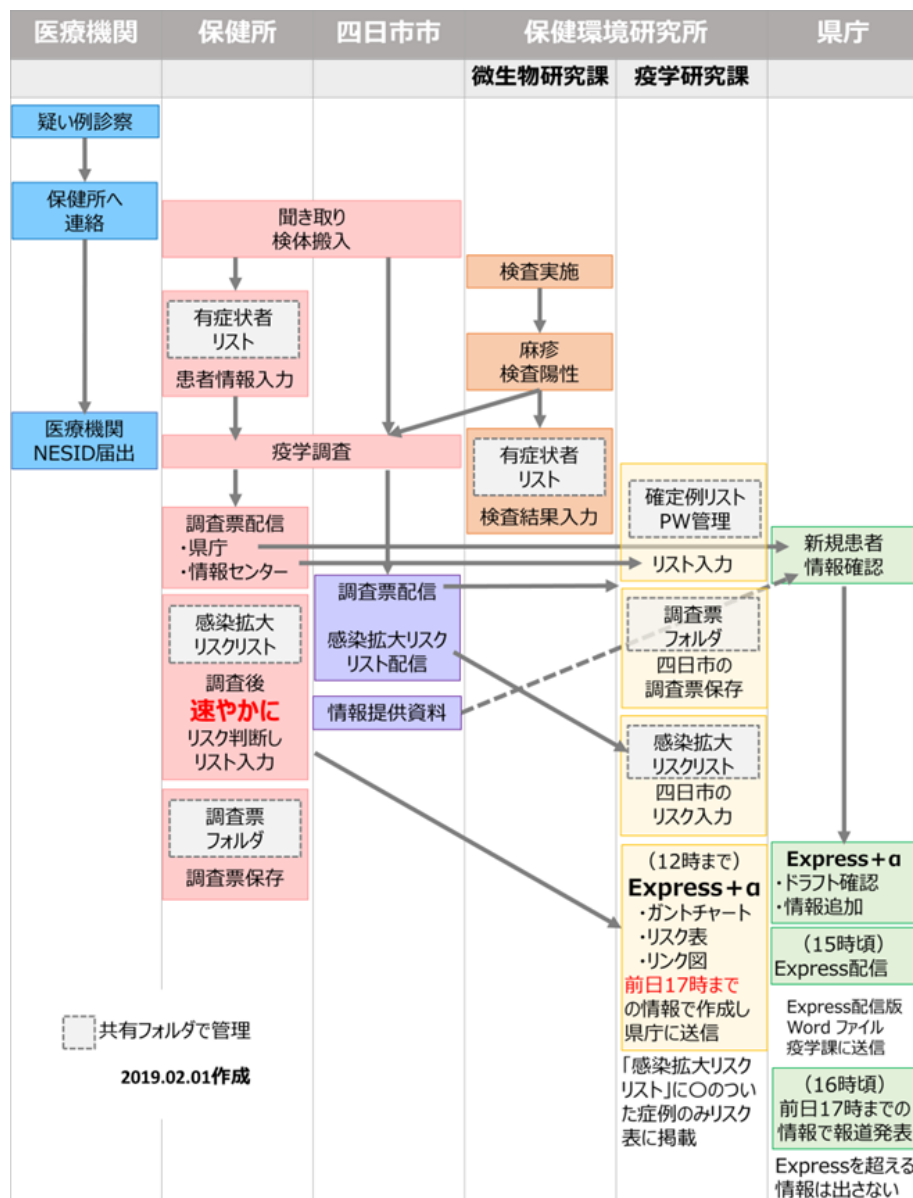 医療機関
保健所
四日市市
保健環境研究所
県庁
微生物研究課
疫学研究課
疑い例診察
保健所へ
連絡
医療機関
NESID届出
聞き取り
検体搬入
有症状者
リスト
患者情報入力
疫学調査
調査票配信
・県庁
・情報センター
感染拡大
リスクリスト
調査後
速やかに
リスク判断し
リスト入力
調査票
フォルダ
調査票保存
調査票配信
感染拡大リスク
リスト配信
情報提供資料
検査実施
麻疹
検査陽性
有症状者
リスト
検査結果入力
確定例リスト
PW管理
リスト入力
調査票
フォルダ
四日市の
調査票保存
感染拡大
リスクリスト
四日市の
リスク入力
（12時まで）
Express+α
・ガントチャート
・リスク表
・リンク図
前日17時まで
の情報で作成し
県庁に送信
「感染拡大リスク
リスト」に〇のつい
た症例のみリスク
表に掲載
新規患者
情報確認
Express+α
・ドラフト確認
・情報追加
（15時頃）
Express配信
Express配信版
Word ファイル
疫学課に送信
（16時頃）
前日17時までの
情報で報道発表
Expressを超える
情報は出さない
共有フォルダで管理
2019.02.01作成